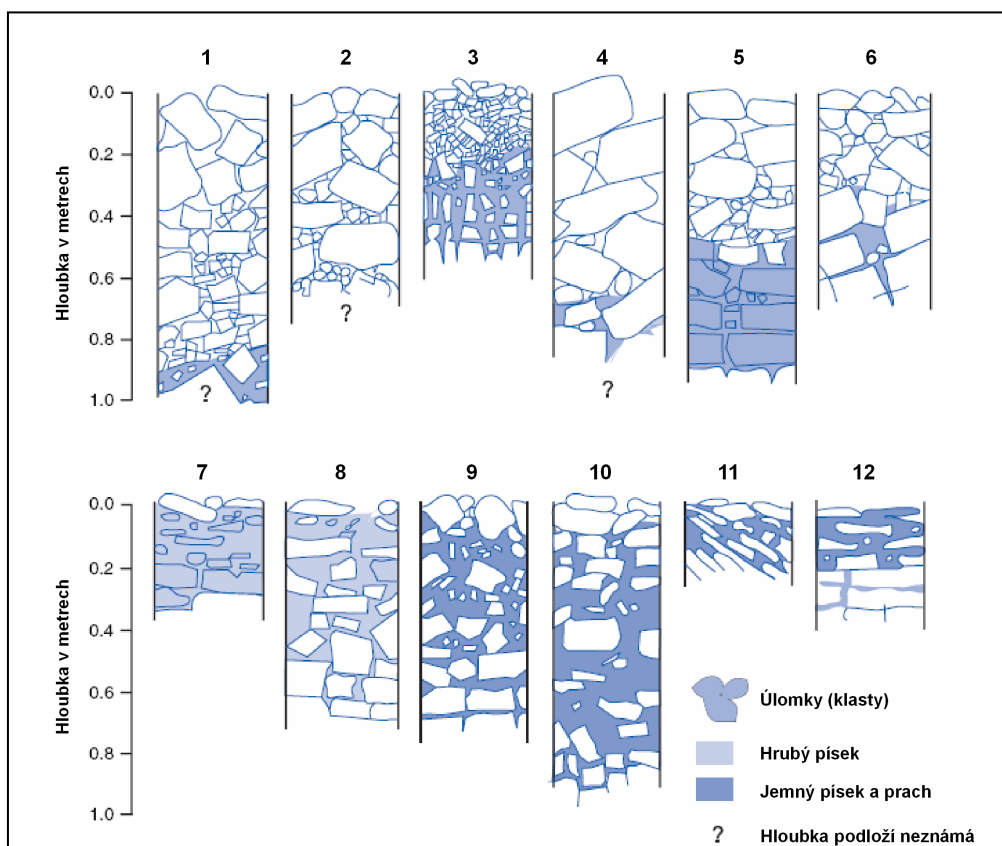 1 2 3 4 5 6
Hloubka v metrech
0.0
0.2
0.4
0.6
0.8
1.0
? ? ?
7 8 9 10 11 12
Hloubka v metrech
0.0
0.2
0.4
0.6
0.8
1.0
Úlomky (klasty)
Hrubý písek
Jemný písek a prach
? Hloubka podloží neznámá